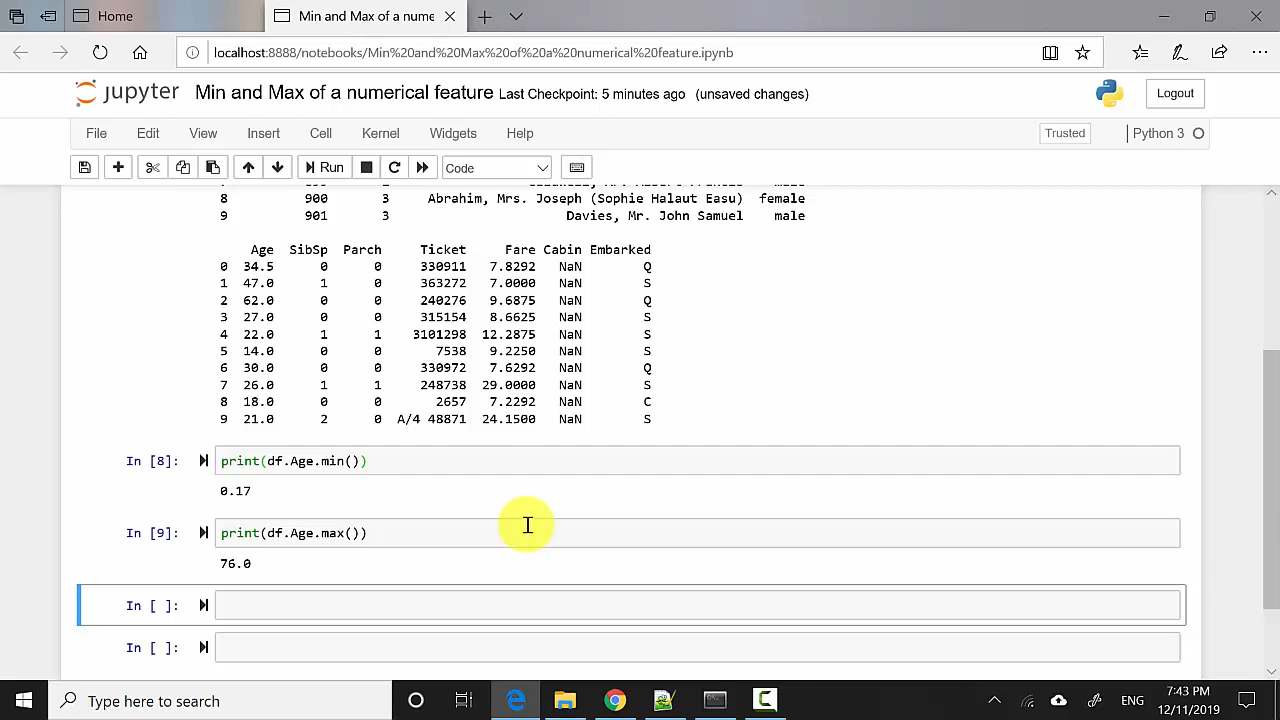 Home
Min and Max of a nume
localhost:8888/notebooks/Min%20and%20Max%20of%20a%20numerical%20feature.ipynb
jupyter Min and Max of a numerical feature Last Checkpoint: 5 minutes ago (unsaved changes)
Logout
File Edit View Insert Cell Kernel Widgets Help
Trusted
Python 3
Run
Code
8 900 3 Abrahim, Mrs. Joseph (Sophie Halaut Easu) female
9 901 3 Davies, Mr. John Samuel male
Age SibSp Parch Ticket Fare Cabin Embarked
0 34.5 0 0 330911 7.8292 NaN Q
1 47.0 1 0 363272 7.0000 NaN S
2 62.0 0 0 240276 9.6875 NaN Q
3 27.0 0 0 315154 8.6625 NaN S
4 22.0 1 1 3101298 12.2875 NaN S
5 14.0 0 0 7538 9.2250 NaN S
6 30.0 0 0 330972 7.6292 NaN Q
7 26.0 1 1 248738 29.0000 NaN S
8 18.0 0 0 2657 7.2292 NaN C
9 21.0 2 0 A/4 48871 24.1500 NaN S
In [8]: print(df.Age.min())
0.17
In [9]: print(df.Age.max())
76.0
In [ ]:
In [ ]:
Type here to search
ENG
7:43 PM
12/11/2019